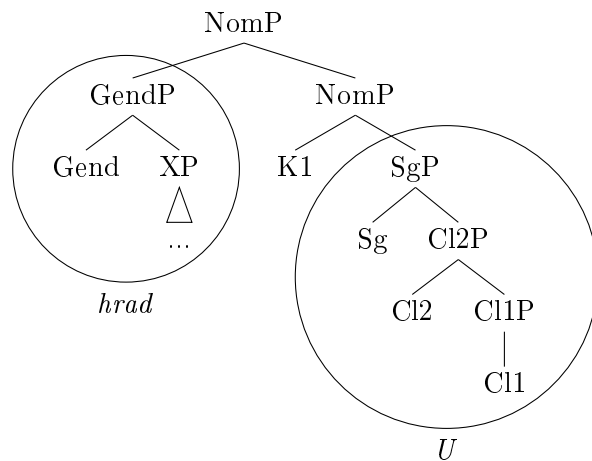 NomP
GendP NomP
Gend XP K1 SgP
... Sg Cl2P
hrad Cl2 Cl1P
Cl1
U